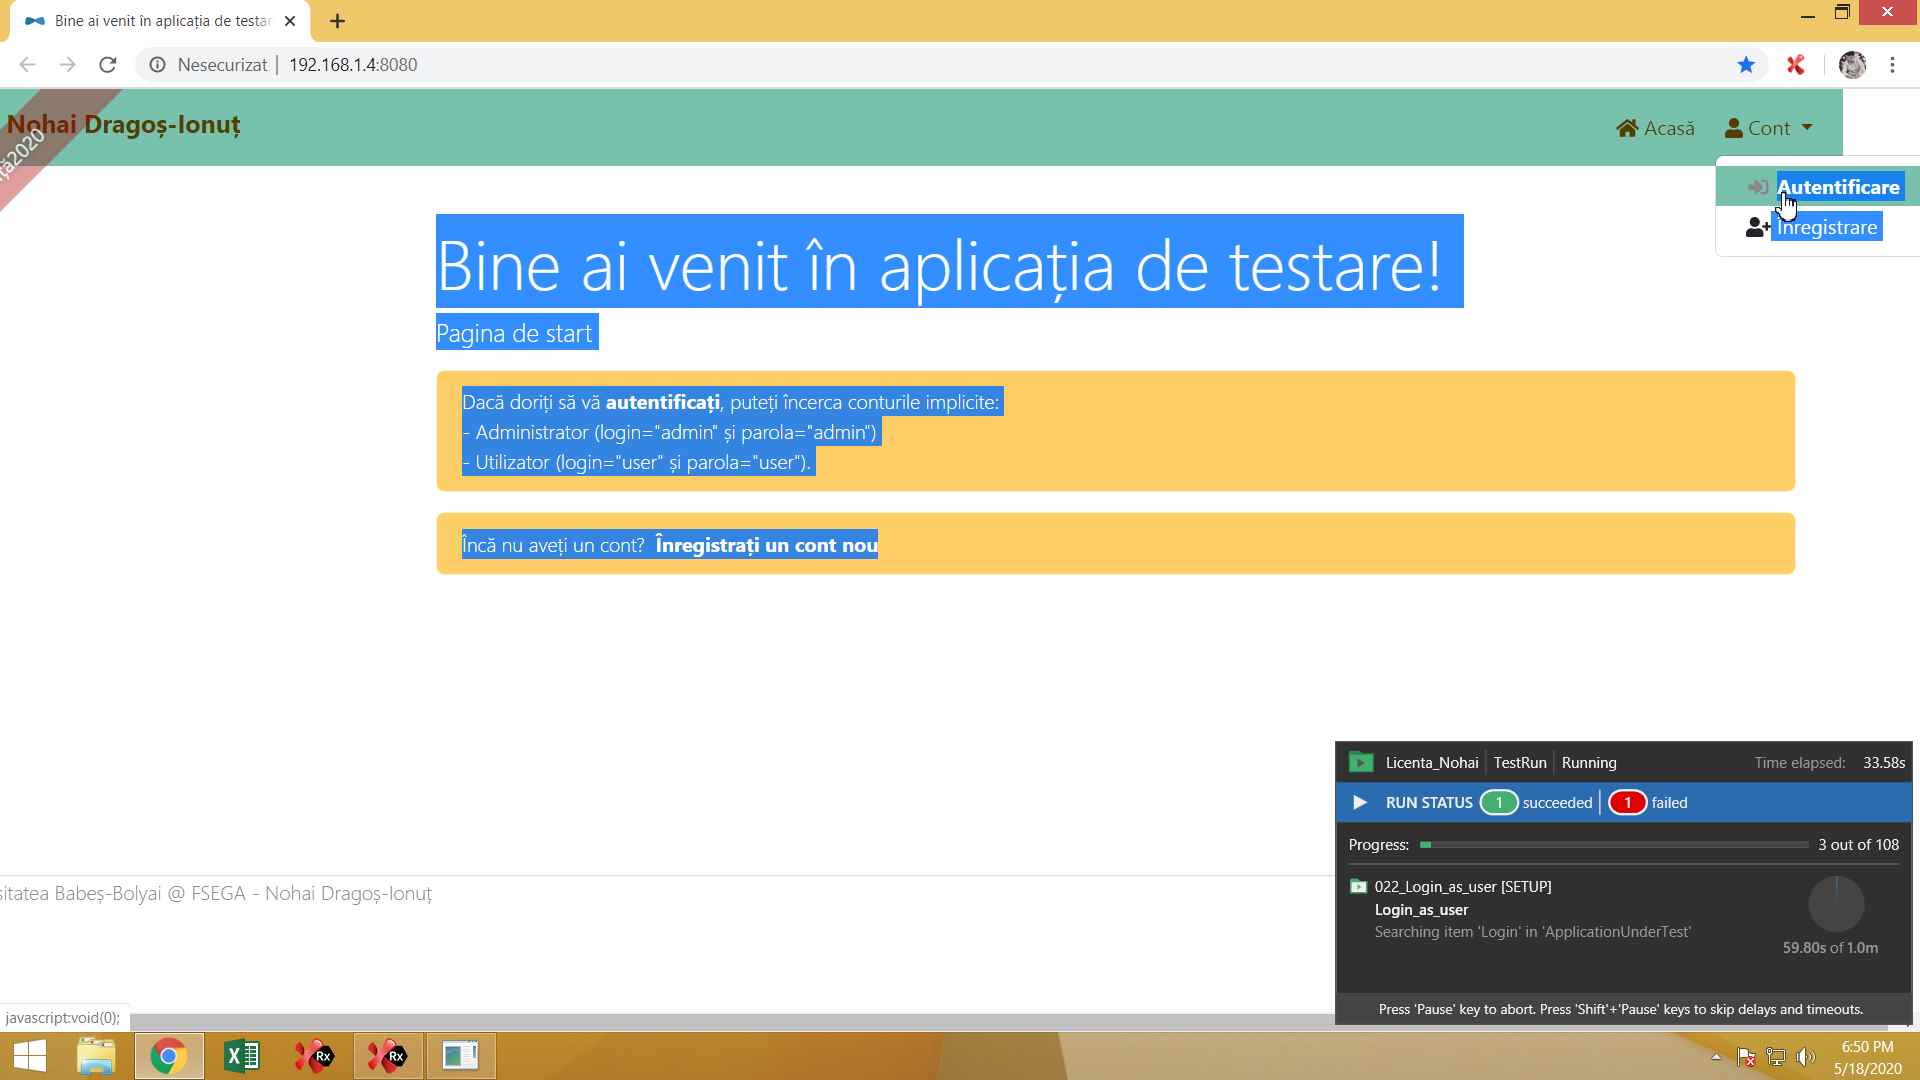 Bine ai venit în aplicația de testar
Nesecurizat | 192.168.1.4:8080
Nohai Dragoș-Ionuț
ță2020
Acasă
Cont
Autentificare
Înregistrare
Bine ai venit în aplicația de testare!
Pagina de start
Dacă doriți să vă autentificați, puteți încerca conturile implicite:
- Administrator (login="admin" și parola="admin")
- Utilizator (login="user" și parola="user").
Încă nu aveți un cont? Înregistrați un cont nou
Licenta_Nohai TestRun Running Time elapsed: 33.58s
RUN STATUS 1 succeeded 1 failed
Progress: 3 out of 108
022_Login_as_user [SETUP]
Login_as_user
Searching item 'Login' in 'ApplicationUnderTest'
59.80s of 1.0m
Press 'Pause' key to abort. Press 'Shift'+'Pause' keys to skip delays and timeouts.
sitatea Babeș-Bolyai @ FSEGA - Nohai Dragoș-Ionuț
javascript:void(0);
Rx
Rx
6:50 PM
5/18/2020